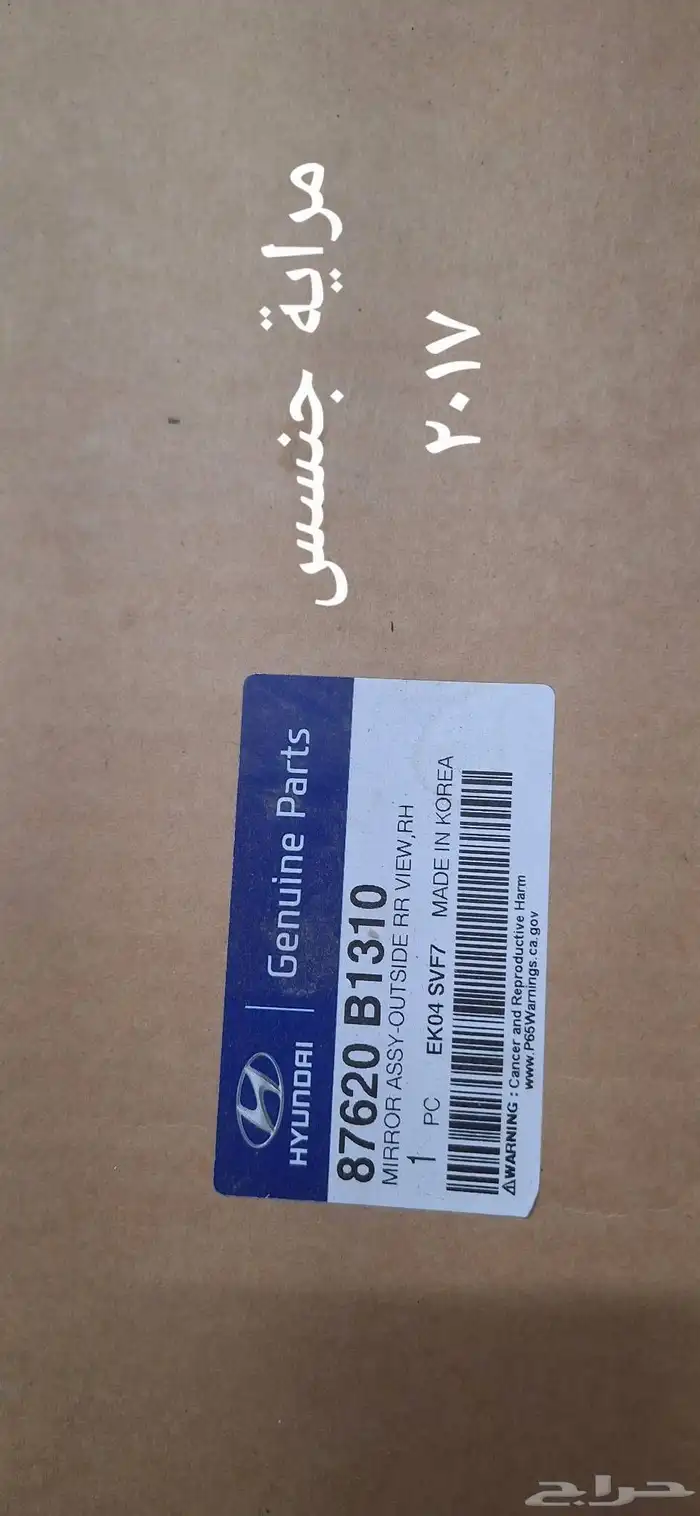 مراية جنسس
٢٠١٧
HYUNDAI | Genuine Parts
87620 B1310
MIRROR ASSY-OUTSIDE RR VIEW,RH
1 PC EK04 SVF7 MADE IN KOREA
⚠WARNING : Cancer and Reproductive Harm
www.P65Warnings.ca.gov
حراج